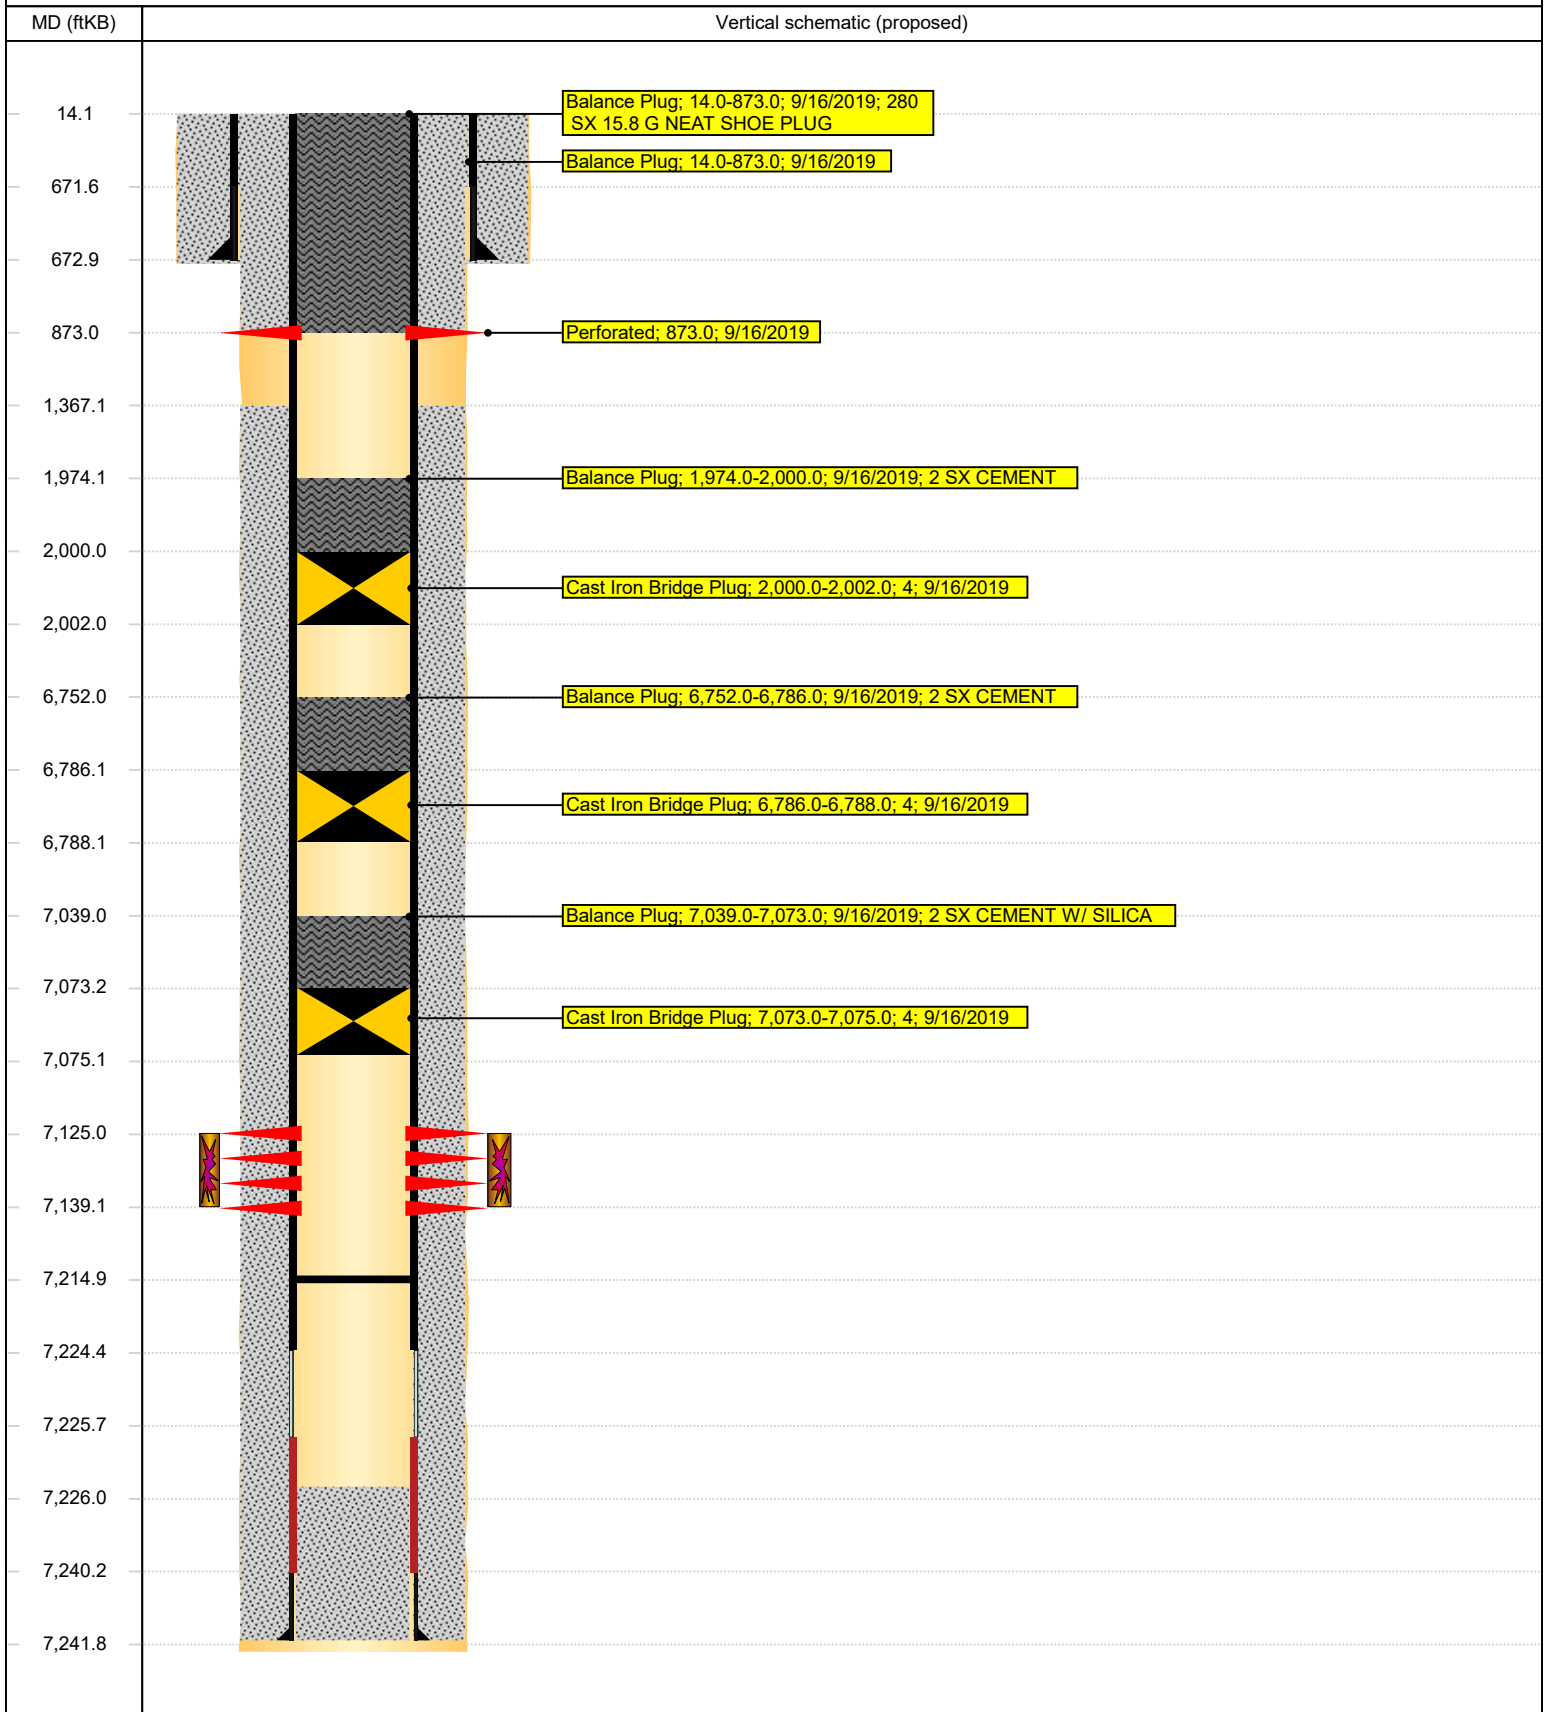 MD (ftKB)
Vertical schematic (proposed)
14.1
Balance Plug; 14.0-873.0; 9/16/2019; 280
SX 15.8 G NEAT SHOE PLUG
Balance Plug; 14.0-873.0; 9/16/2019
671.6
672.9
873.0
Perforated; 873.0; 9/16/2019
1,367.1
1,974.1
Balance Plug; 1,974.0-2,000.0; 9/16/2019; 2 SX CEMENT
2,000.0
Cast Iron Bridge Plug; 2,000.0-2,002.0; 4; 9/16/2019
2,002.0
6,752.0
Balance Plug; 6,752.0-6,786.0; 9/16/2019; 2 SX CEMENT
6,786.1
Cast Iron Bridge Plug; 6,786.0-6,788.0; 4; 9/16/2019
6,788.1
7,039.0
Balance Plug; 7,039.0-7,073.0; 9/16/2019; 2 SX CEMENT W/ SILICA
7,073.2
Cast Iron Bridge Plug; 7,073.0-7,075.0; 4; 9/16/2019
7,075.1
7,125.0
7,139.1
7,214.9
7,224.4
7,225.7
7,226.0
7,240.2
7,241.8